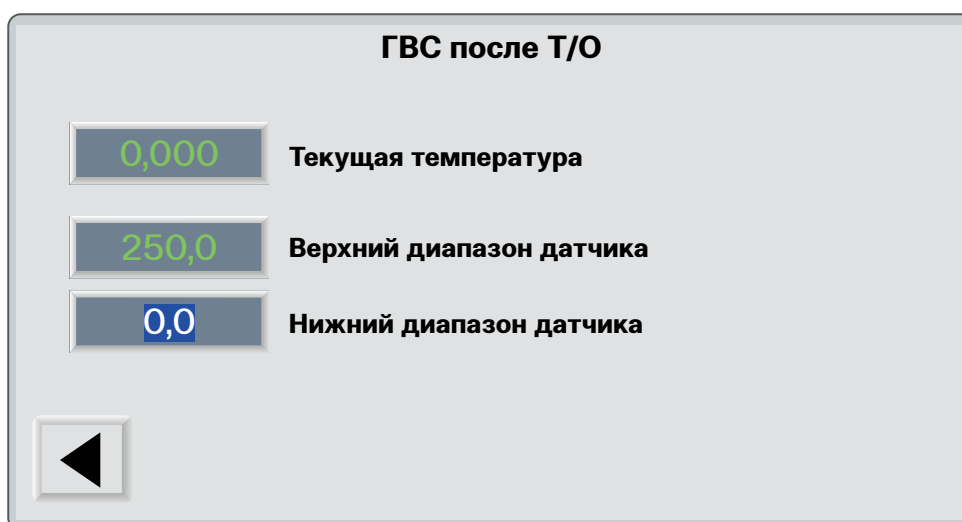 ГВС после Т/О
0,000 Текущая температура
250,0 Верхний диапазон датчика
0,0 Нижний диапазон датчика